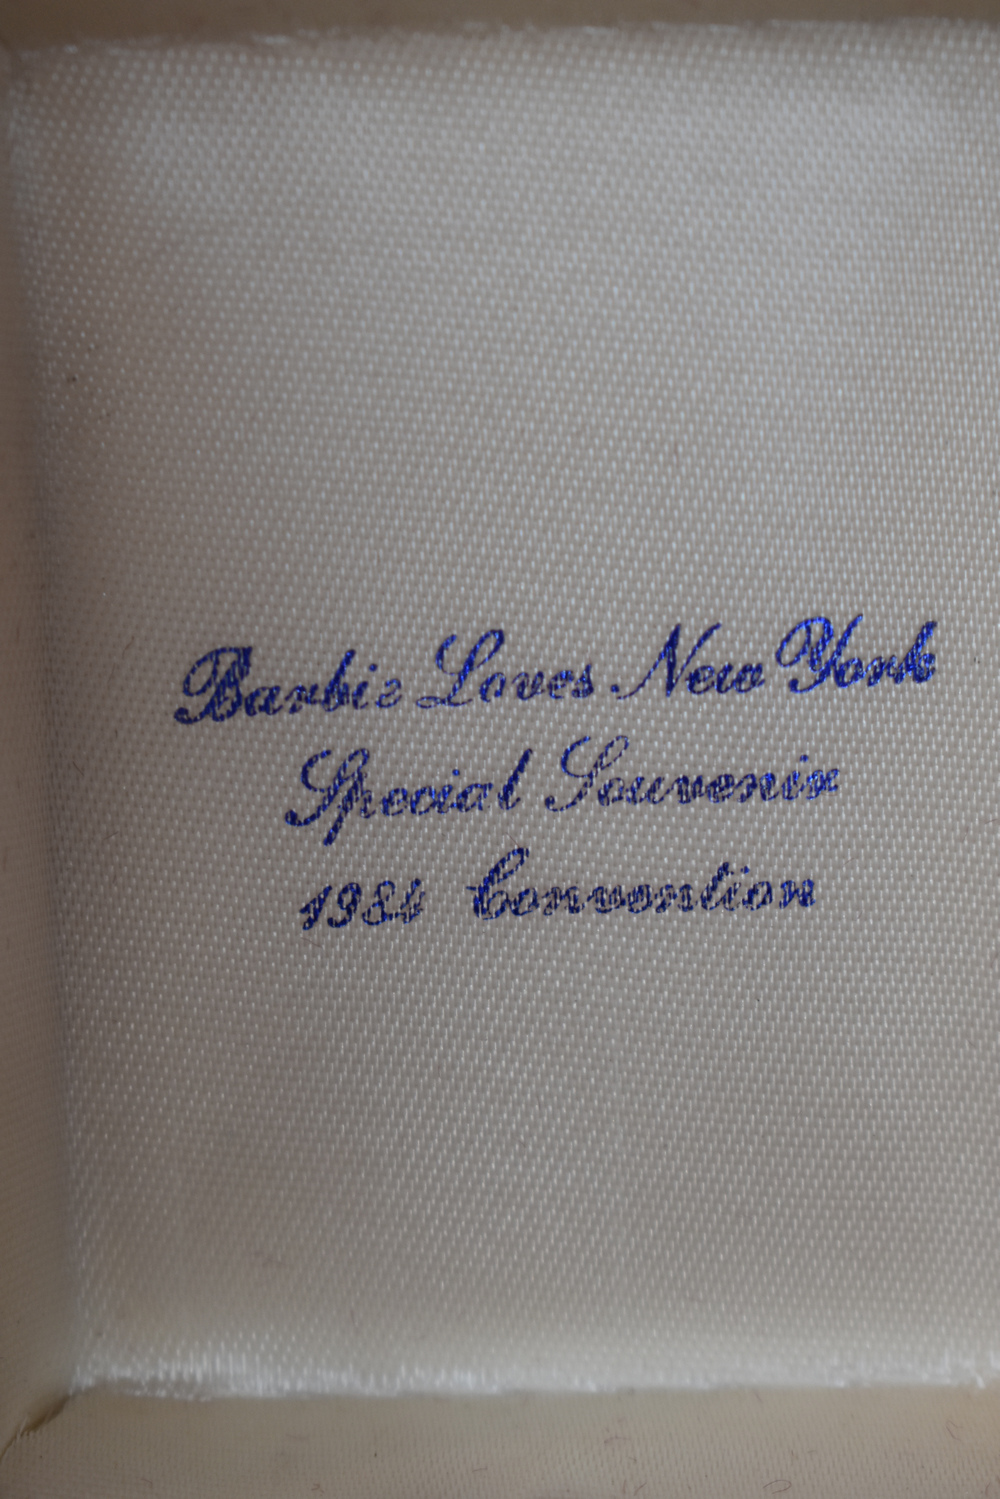 Barbie Loves New York
Special Souvenir
1984 Convention